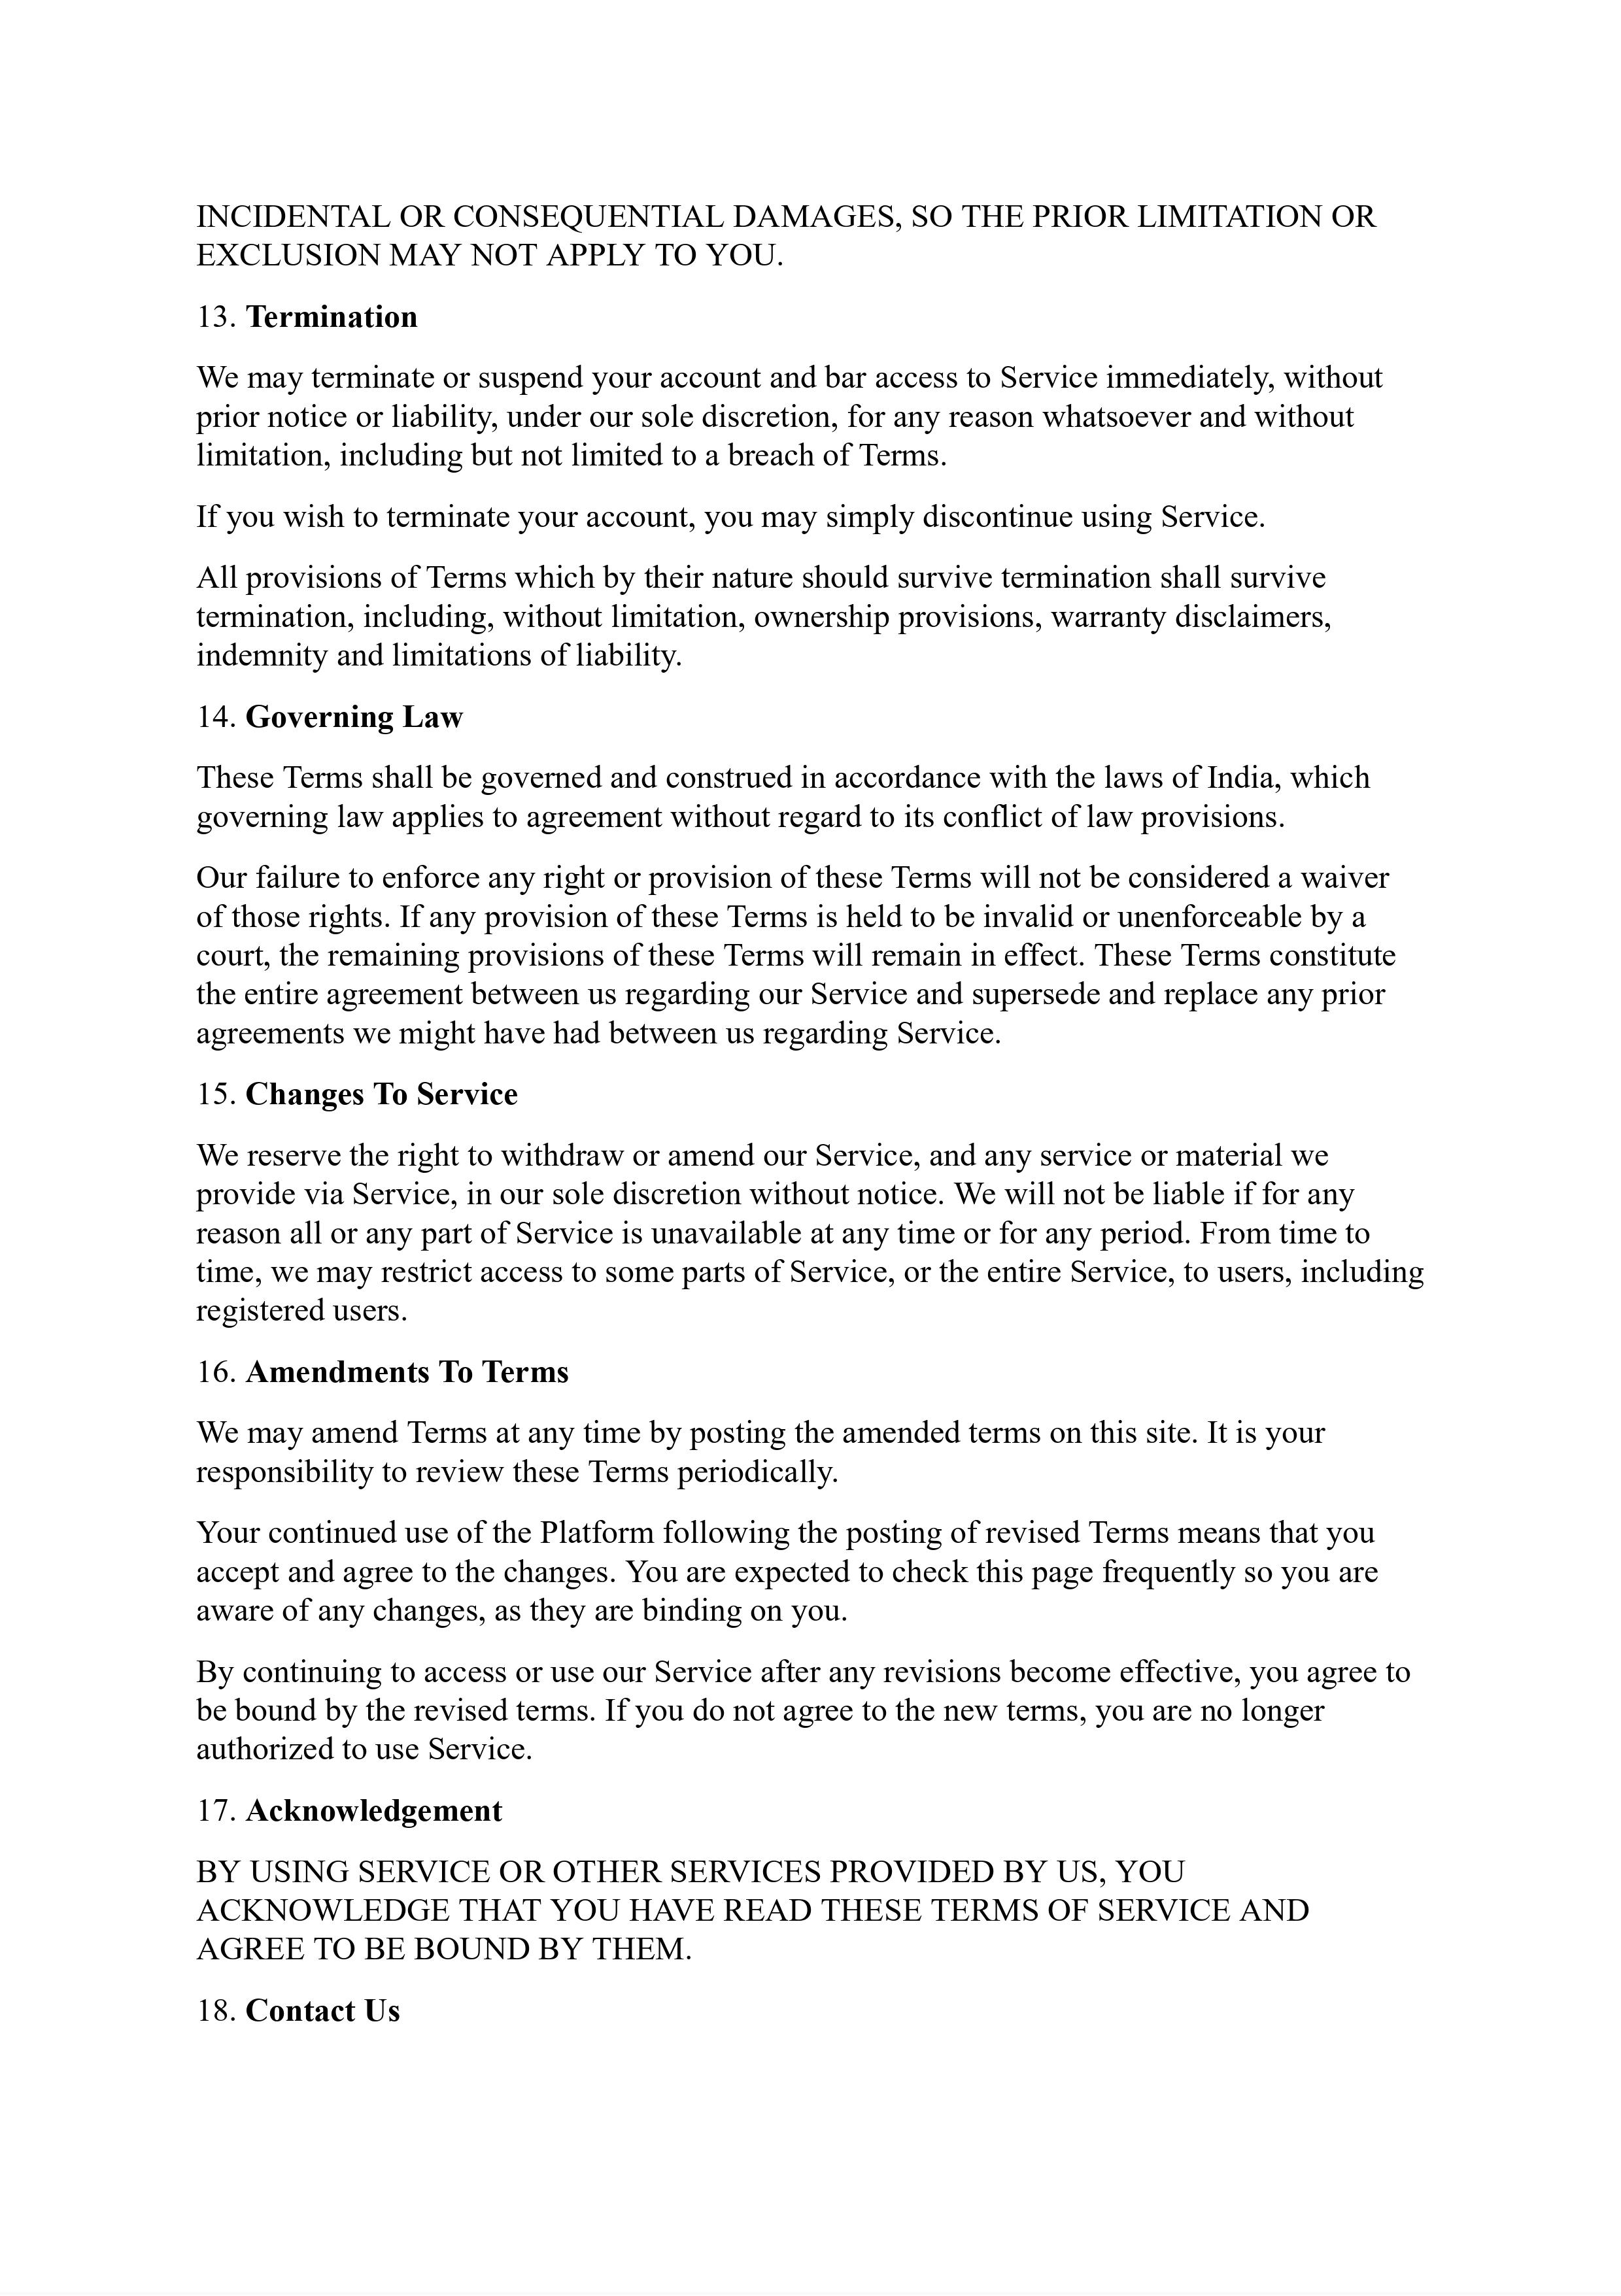 INCIDENTAL OR CONSEQUENTIAL DAMAGES, SO THE PRIOR LIMITATION OR
EXCLUSION MAY NOT APPLY TO YOU.
13. Termination
We may terminate or suspend your account and bar access to Service immediately, without
prior notice or liability, under our sole discretion, for any reason whatsoever and without
limitation, including but not limited to a breach of Terms.
If you wish to terminate your account, you may simply discontinue using Service.
All provisions of Terms which by their nature should survive termination shall survive
termination, including, without limitation, ownership provisions, warranty disclaimers,
indemnity and limitations of liability.
14. Governing Law
These Terms shall be governed and construed in accordance with the laws of India, which
governing law applies to agreement without regard to its conflict of law provisions.
Our failure to enforce any right or provision of these Terms will not be considered a waiver
of those rights. If any provision of these Terms is held to be invalid or unenforceable by a
court, the remaining provisions of these Terms will remain in effect. These Terms constitute
the entire agreement between us regarding our Service and supersede and replace any prior
agreements we might have had between us regarding Service.
15. Changes To Service
We reserve the right to withdraw or amend our Service, and any service or material we
provide via Service, in our sole discretion without notice. We will not be liable if for any
reason all or any part of Service is unavailable at any time or for any period. From time to
time, we may restrict access to some parts of Service, or the entire Service, to users, including
registered users.
16. Amendments To Terms
We may amend Terms at any time by posting the amended terms on this site. It is your
responsibility to review these Terms periodically.
Your continued use of the Platform following the posting of revised Terms means that you
accept and agree to the changes. You are expected to check this page frequently so you are
aware of any changes, as they are binding on you.
By continuing to access or use our Service after any revisions become effective, you agree to
be bound by the revised terms. If you do not agree to the new terms, you are no longer
authorized to use Service.
17. Acknowledgement
BY USING SERVICE OR OTHER SERVICES PROVIDED BY US, YOU
ACKNOWLEDGE THAT YOU HAVE READ THESE TERMS OF SERVICE AND
AGREE TO BE BOUND BY THEM.
18. Contact Us